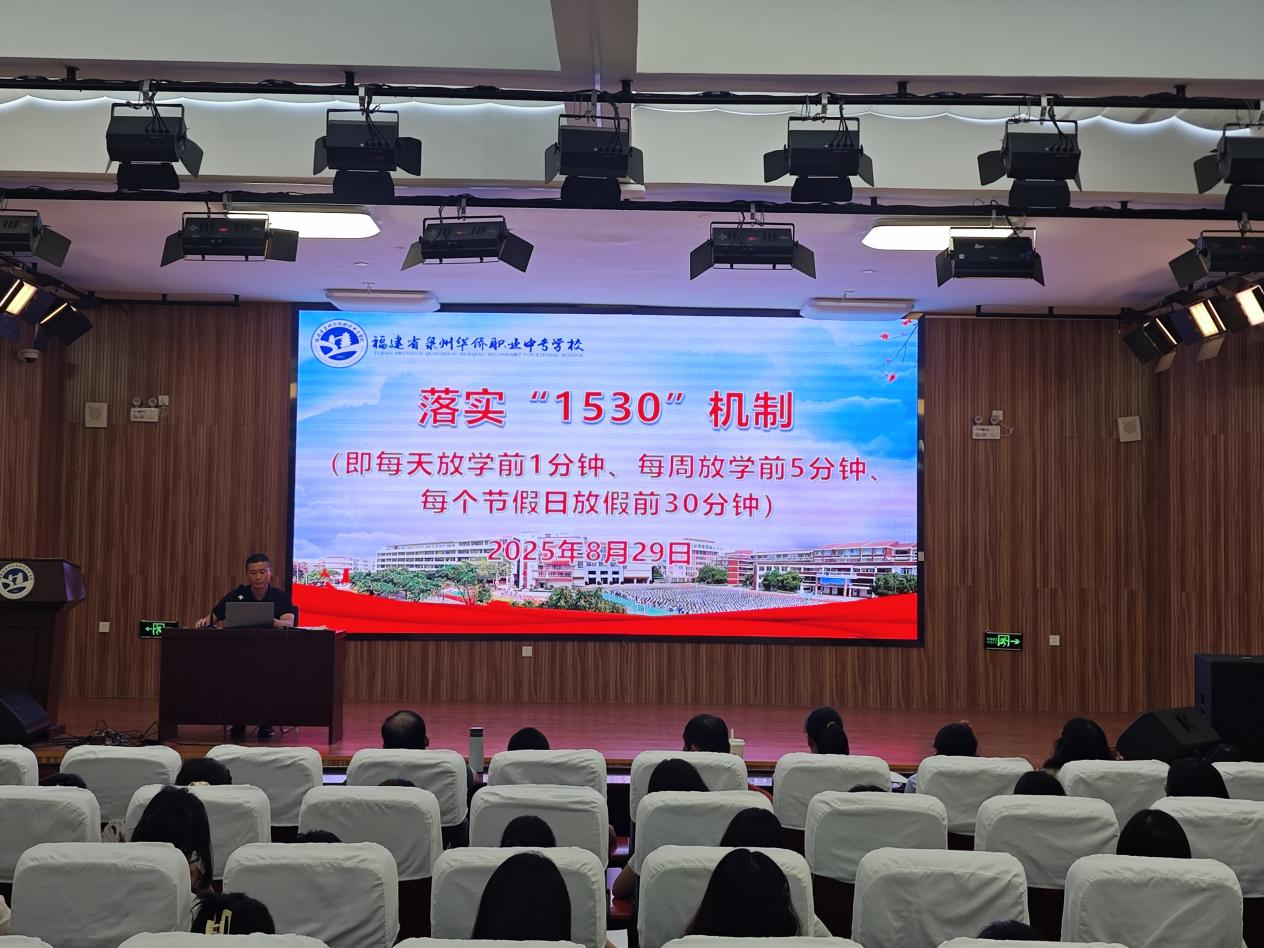 福建省泉州华侨职业中专学校
FUJIAN PROVINCE QUANZHOU HUAQIAO SECONDARY VOCATIONAL SCHOOL
落实“1530”机制
（即每天放学前1分钟、每周放学前5分钟、
每个节假日放假前30分钟）
2025年8月29日